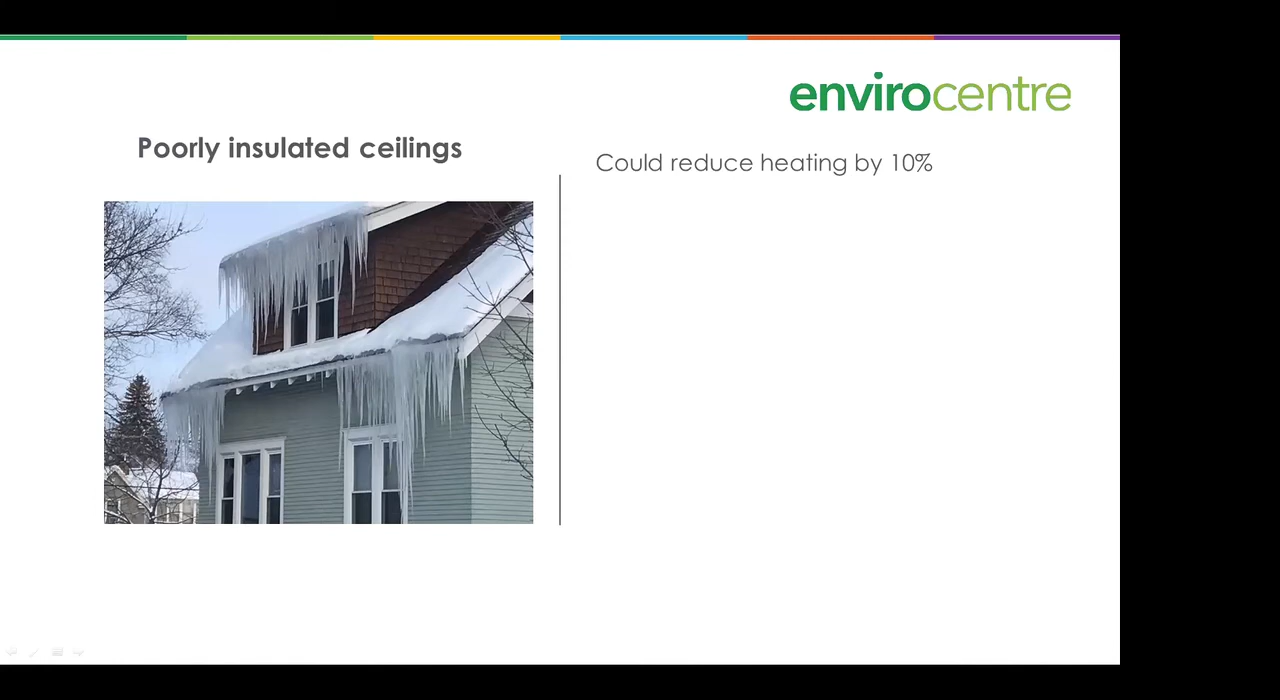 envirocentre
Poorly insulated ceilings
Could reduce heating by 10%